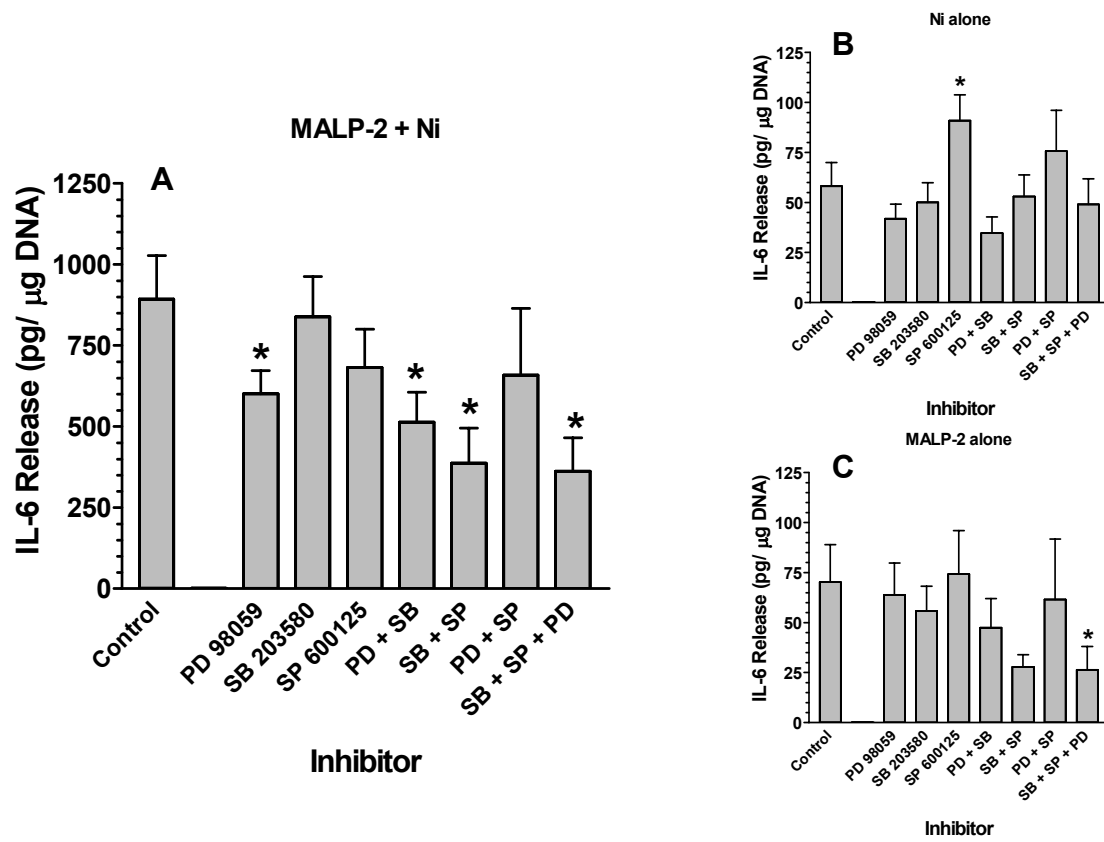 MALP-2 + Ni
A
IL-6 Release (pg/ μg DNA)
1250
1000
750
500
250
0
*
*
*
*
Control
PD 98059
SB 203580
SP 600125
PD + SB
SB + SP
PD + SP
SB + SP + PD
Inhibitor
Ni alone
B
IL-6 Release (pg/ μg DNA)
125
100
75
50
25
0
*
Control
PD 98059
SB 203580
SP 600125
PD + SB
SB + SP
PD + SP
SB + SP + PD
Inhibitor
MALP-2 alone
C
IL-6 Release (pg/ μg DNA)
125
100
75
50
25
0
*
Control
PD 98059
SB 203580
SP 600125
PD + SB
SB + SP
PD + SP
SB + SP + PD
Inhibitor